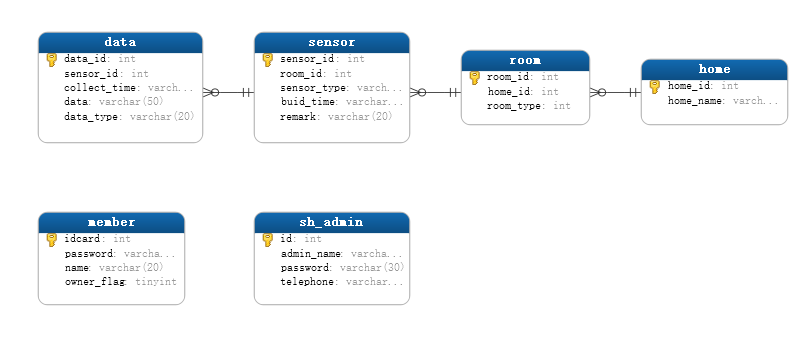 data
data_id: int
sensor_id: int
collect_time: varch...
data: varchar(50)
data_type: varchar(20)
sensor
sensor_id: int
room_id: int
sensor_type: varch...
buid_time: varchar...
remark: varchar(20)
room
room_id: int
home_id: int
room_type: int
home
home_id: int
home_name: varch...
member
idcard: int
password: varcha...
name: varchar(20)
owner_flag: tinyint
sh_admin
id: int
admin_name: varcha...
password: varchar(30)
telephone: varchar...